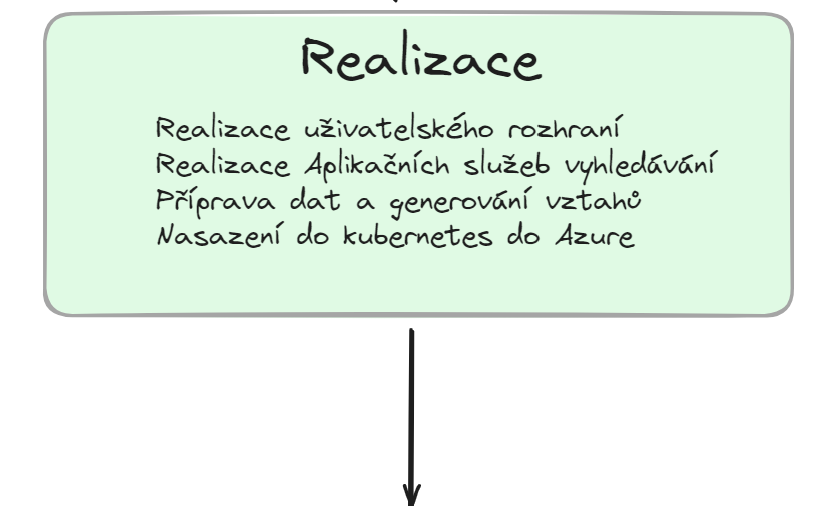 Realizace
Realizace uživatelského rozhraní
Realizace Aplikačních služeb vyhledávání
Příprava dat a generování vztahů
Nasazení do kubernetes do Azure